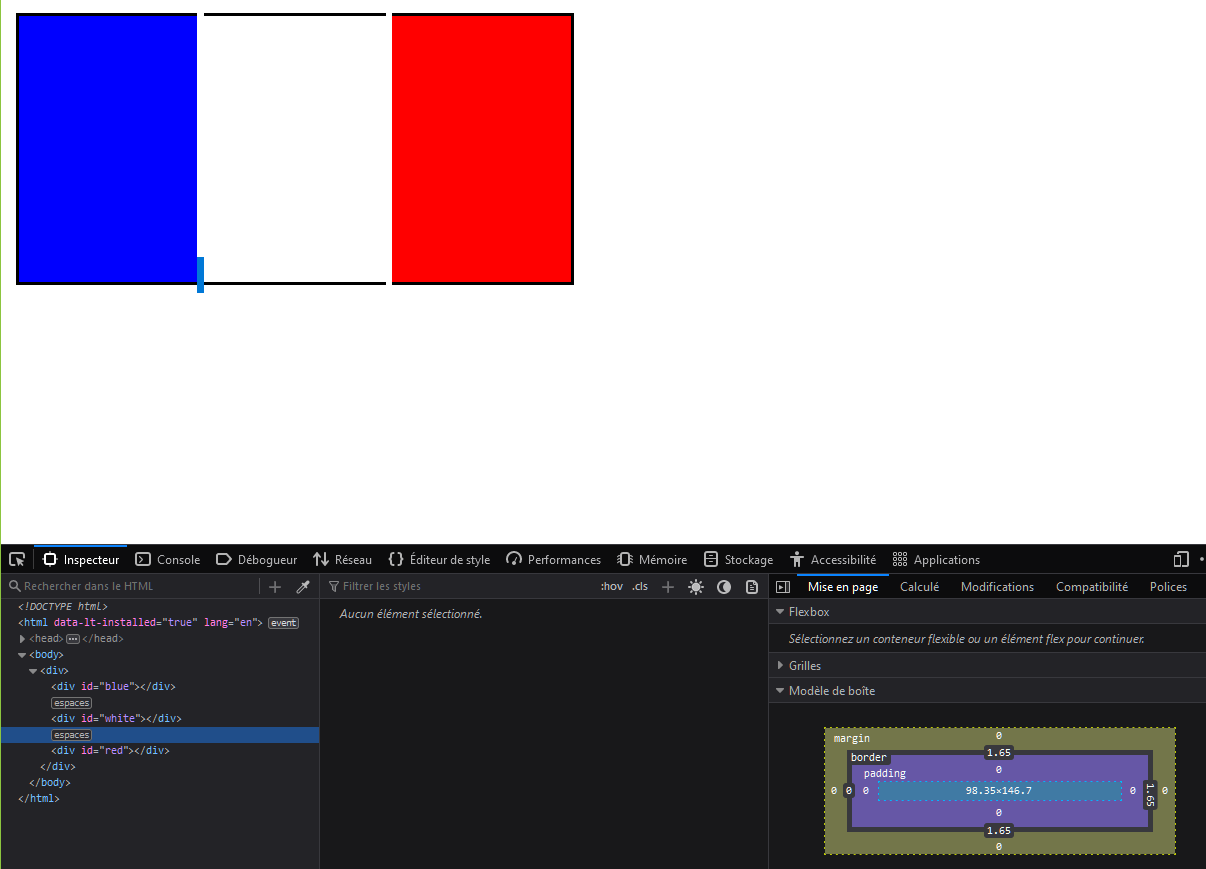 Inspecteur Console Débogueur Réseau Éditeur de style Performances Mémoire Stockage Accessibilité Applications
Rechercher dans le HTML
<!DOCTYPE html>
<html data-lt-installed="true" lang="en"> event
<head> ••• </head>
<body>
<div>
<div id="blue"></div>
espaces
<div id="white"></div>
espaces
<div id="red"></div>
</div>
</body>
</html>
Filtrer les styles :hov .cls
Aucun élément sélectionné.
Mise en page Calculé Modifications Compatibilité Polices
Flexbox
Sélectionnez un conteneur flexible ou un élément flex pour continuer.
Grilles
Modèle de boîte
margin 0
border 1.65
padding 0
0 0 0 98.35×146.7 0 1.65 0
0
1.65
0